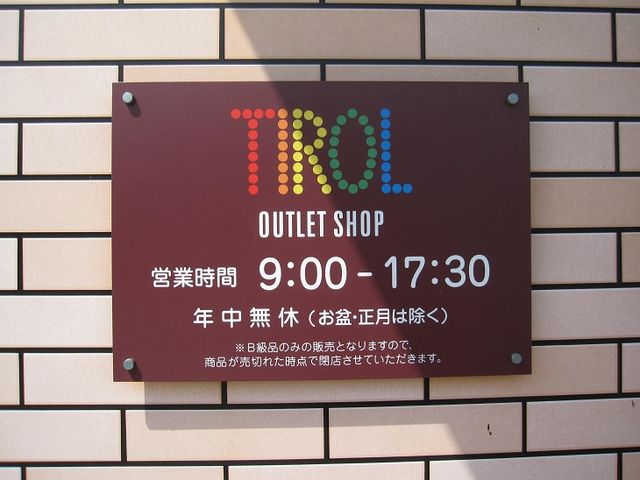 TIROL
OUTLET SHOP
営業時間 9:00-17:30
年中無休(お盆・正月は除く)
※B級品のみの販売となりますので、
商品が売切れた時点で閉店させていただきます。